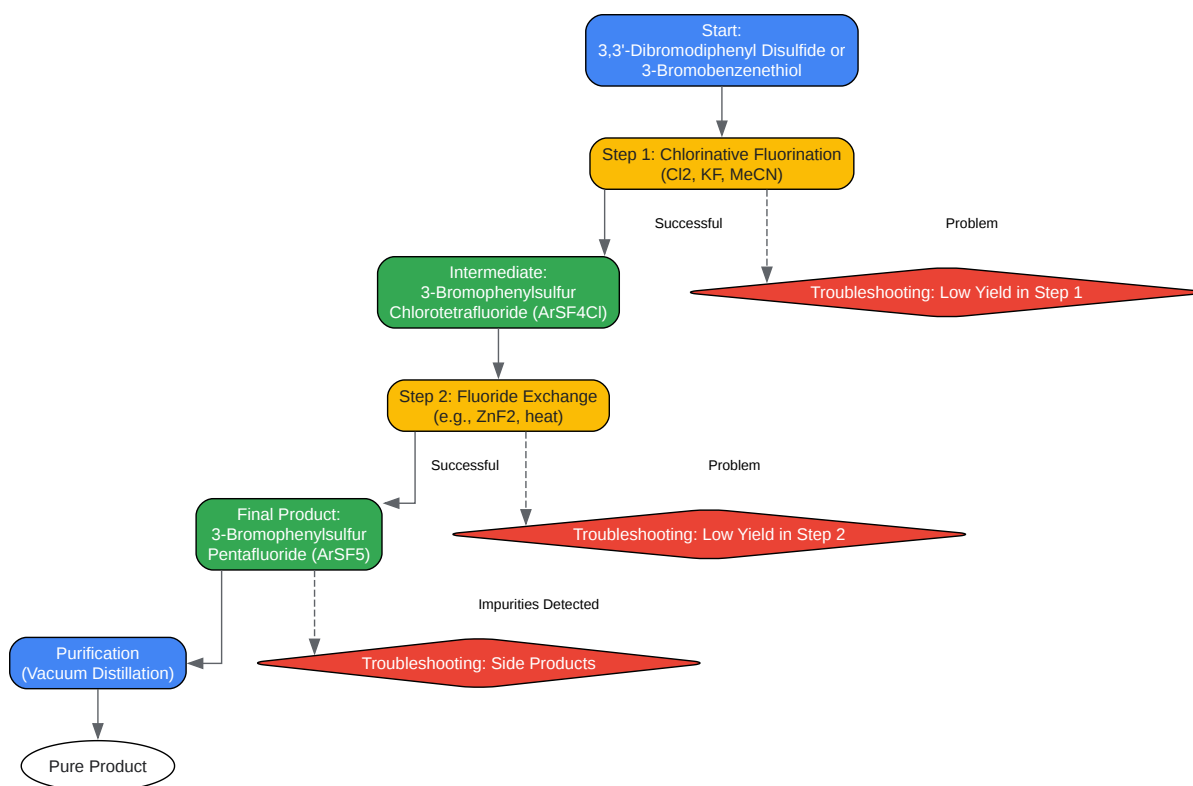 Start:
3,3'-Dibromodiphenyl Disulfide or
3-Bromobenzenethiol
Step 1: Chlorinative Fluorination
(Cl2, KF, MeCN)
Successful
Problem
Intermediate:
3-Bromophenylsulfur
Chlorotetrafluoride (ArSF4Cl)
Troubleshooting: Low Yield in Step 1
Step 2: Fluoride Exchange
(e.g., ZnF2, heat)
Successful
Problem
Final Product:
3-Bromophenylsulfur
Pentafluoride (ArSF5)
Troubleshooting: Low Yield in Step 2
Impurities Detected
Purification
(Vacuum Distillation)
Troubleshooting: Side Products
Pure Product